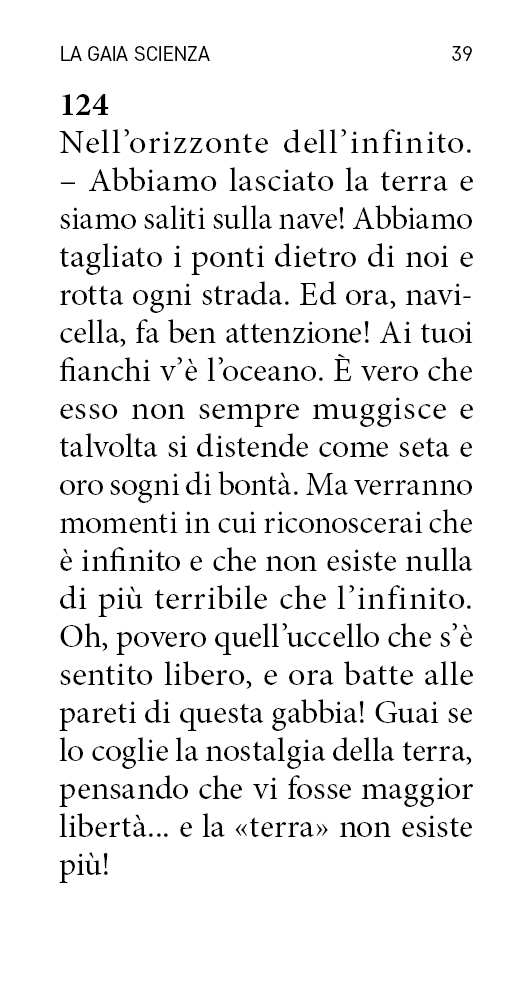 LA GAIA SCIENZA 39
124
Nell’orizzonte dell’infinito.
– Abbiamo lasciato la terra e
siamo saliti sulla nave! Abbiamo
tagliato i ponti dietro di noi e
rotta ogni strada. Ed ora, navi-
cella, fa ben attenzione! Ai tuoi
fianchi v’è l’oceano. È vero che
esso non sempre muggisce e
talvolta si distende come seta e
oro sogni di bontà. Ma verranno
momenti in cui riconoscerai che
è infinito e che non esiste nulla
di più terribile che l’infinito.
Oh, povero quell’uccello che s’è
sentito libero, e ora batte alle
pareti di questa gabbia! Guai se
lo coglie la nostalgia della terra,
pensando che vi fosse maggior
libertà... e la «terra» non esiste
più!